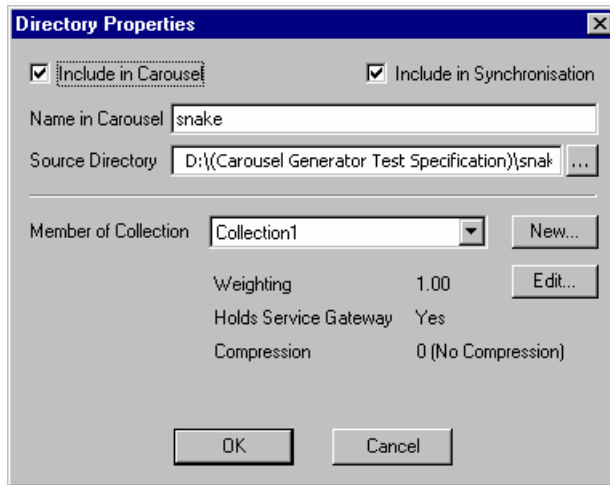 Directory Properties
Include in Carousel Include in Synchronisation
Name in Carousel snake
Source Directory D:\(Carousel Generator Test Specification)\snak ...
Member of Collection Collection1 New...
Weighting 1.00 Edit...
Holds Service Gateway Yes
Compression 0 (No Compression)
OK Cancel